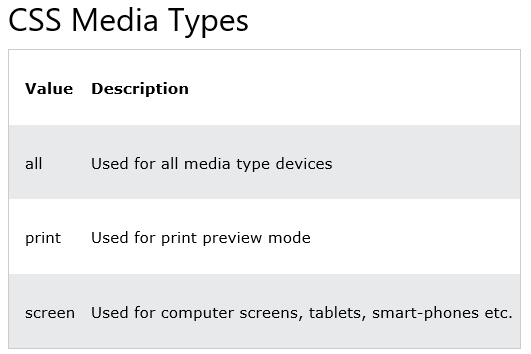 CSS Media Types
Value Description
all Used for all media type devices
print Used for print preview mode
screen Used for computer screens, tablets, smart-phones etc.